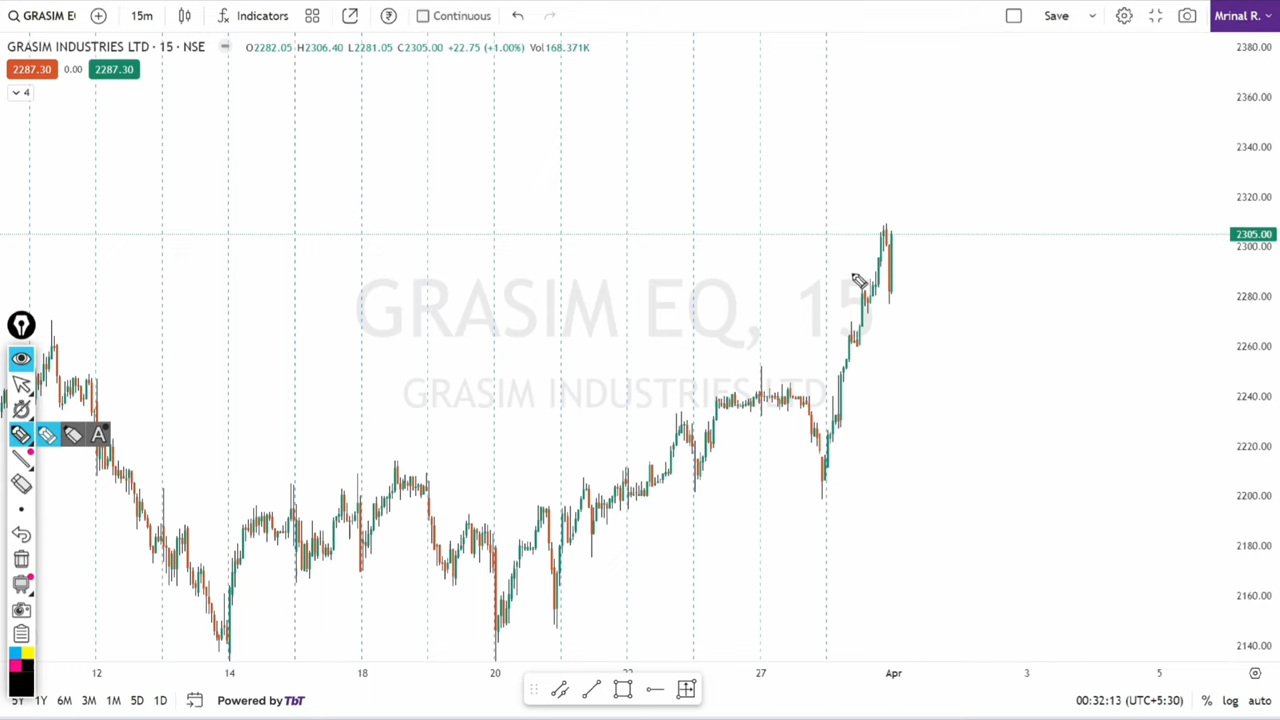 GRASIM E
15m
Indicators
Continuous
Save
Mrinal R.
GRASIM INDUSTRIES LTD · 15 · NSE
O2282.05 H2306.40 L2281.05 C2305.00 +22.75 (+1.00%) Vol168.371K
2287.30 0.00 2287.30
4
2380.00
2360.00
2340.00
2320.00
2305.00
2300.00
2280.00
2260.00
2240.00
2220.00
2200.00
2180.00
2160.00
2140.00
GRASIM EQ, 15
GRASIM INDUSTRIES LTD
A
12
14
18
20
27
Apr
3
5
5Y
1Y
6M
3M
1M
5D
1D
Powered by TbT
00:32:13 (UTC+5:30)
%
log
auto